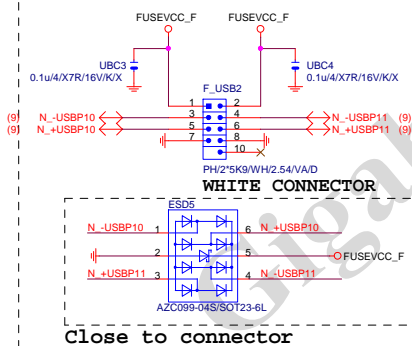 FUSEVCC_F FUSEVCC_F
UBC3 UBC4
0.1u/4/X7R/16V/K/X 0.1u/4/X7R/16V/K/X
F_USB2
1 2
(9) N_-USBP10 3 4 N_-USBP11 (9)
(9) N_+USBP10 5 6 N_+USBP11 (9)
7 8
10
PH/2*5K9/WH/2.54/VA/D
WHITE CONNECTOR
ESD5
N_-USBP10 1 6 N_+USBP10
2 5 FUSEVCC_F
N_+USBP11 3 4 N_-USBP11
AZC099-04S/SOT23-6L
Close to connector
Gigab